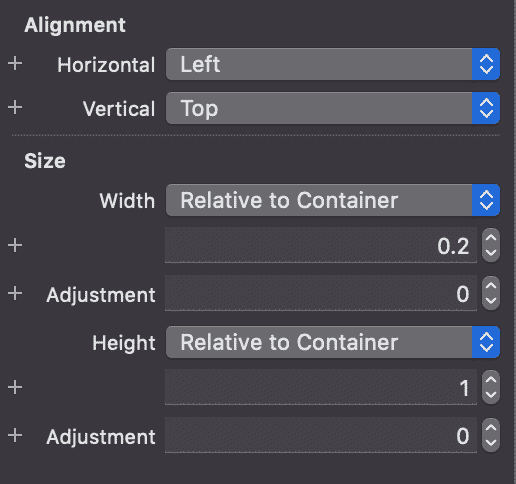 Alignment
Horizontal Left
Vertical Top
Size
Width Relative to Container
0.2
Adjustment 0
Height Relative to Container
1
Adjustment 0